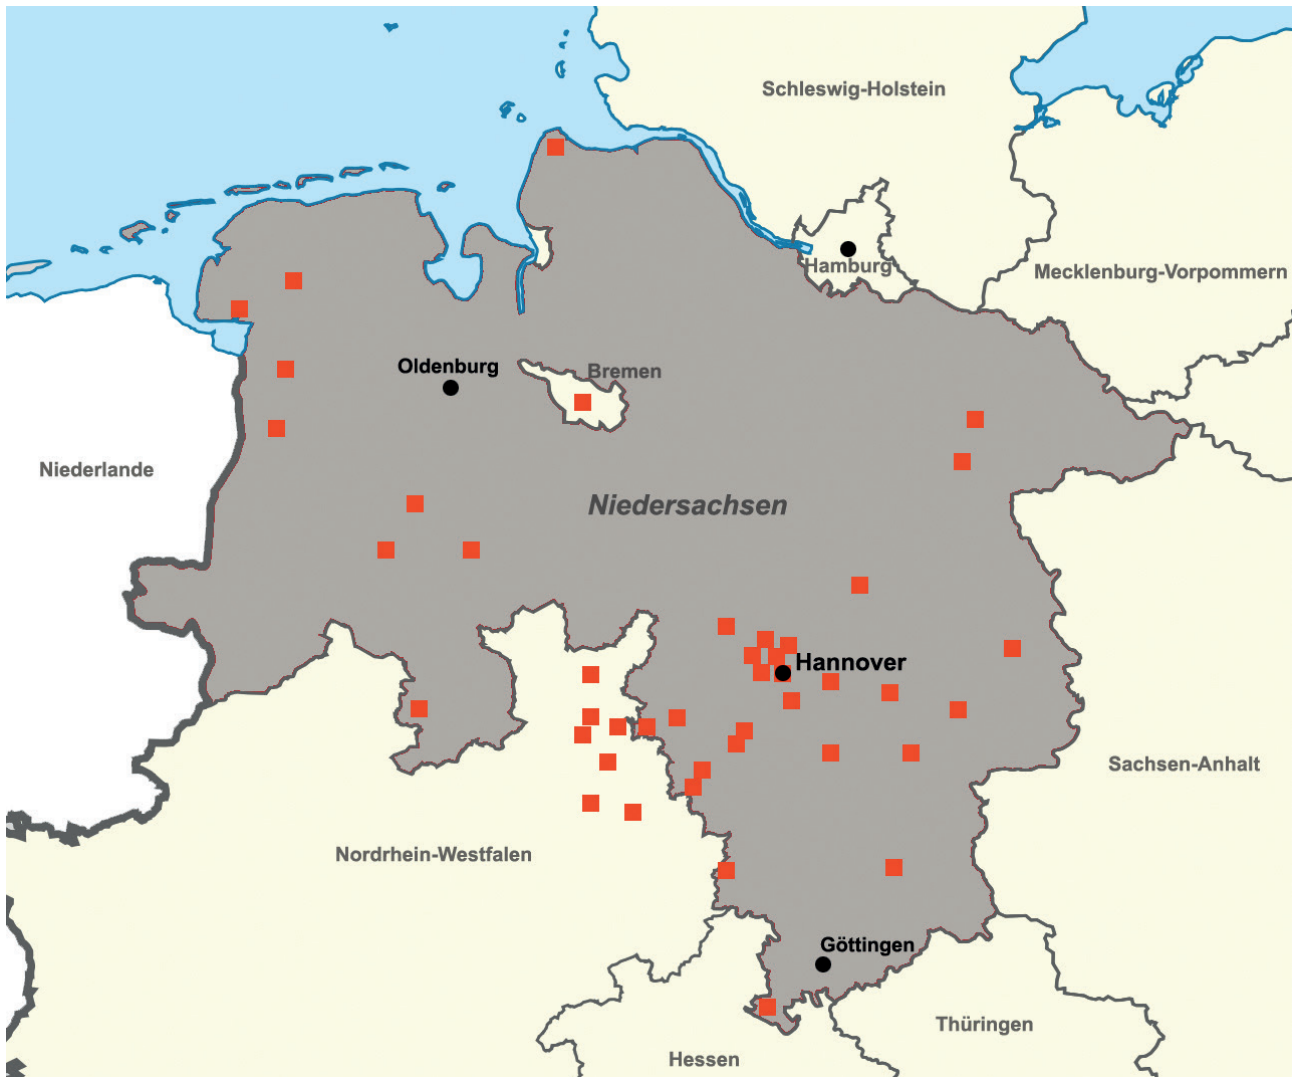 Schleswig-Holstein
Hamburg
Mecklenburg-Vorpommern
Oldenburg
Bremen
Niederlande
Niedersachsen
Hannover
Sachsen-Anhalt
Nordrhein-Westfalen
Göttingen
Thüringen
Hessen